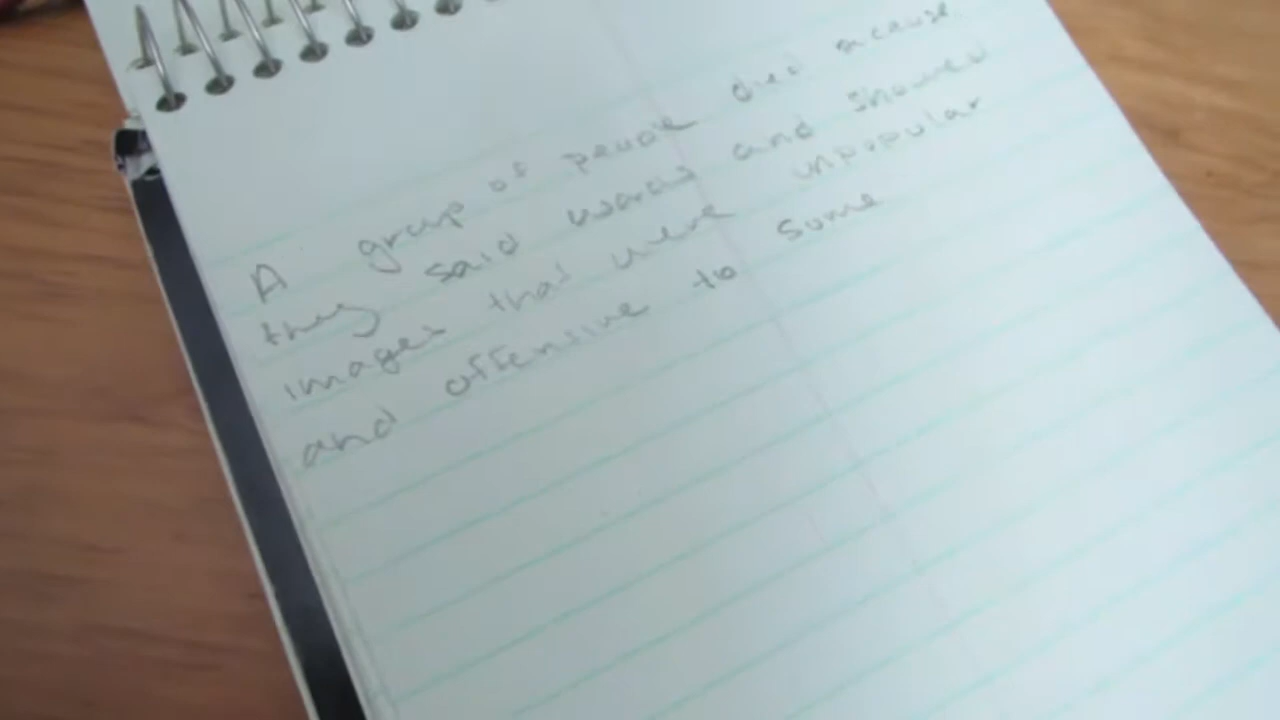 A group of people died because
they said words and showed
images that were unpopular
and offensive to some